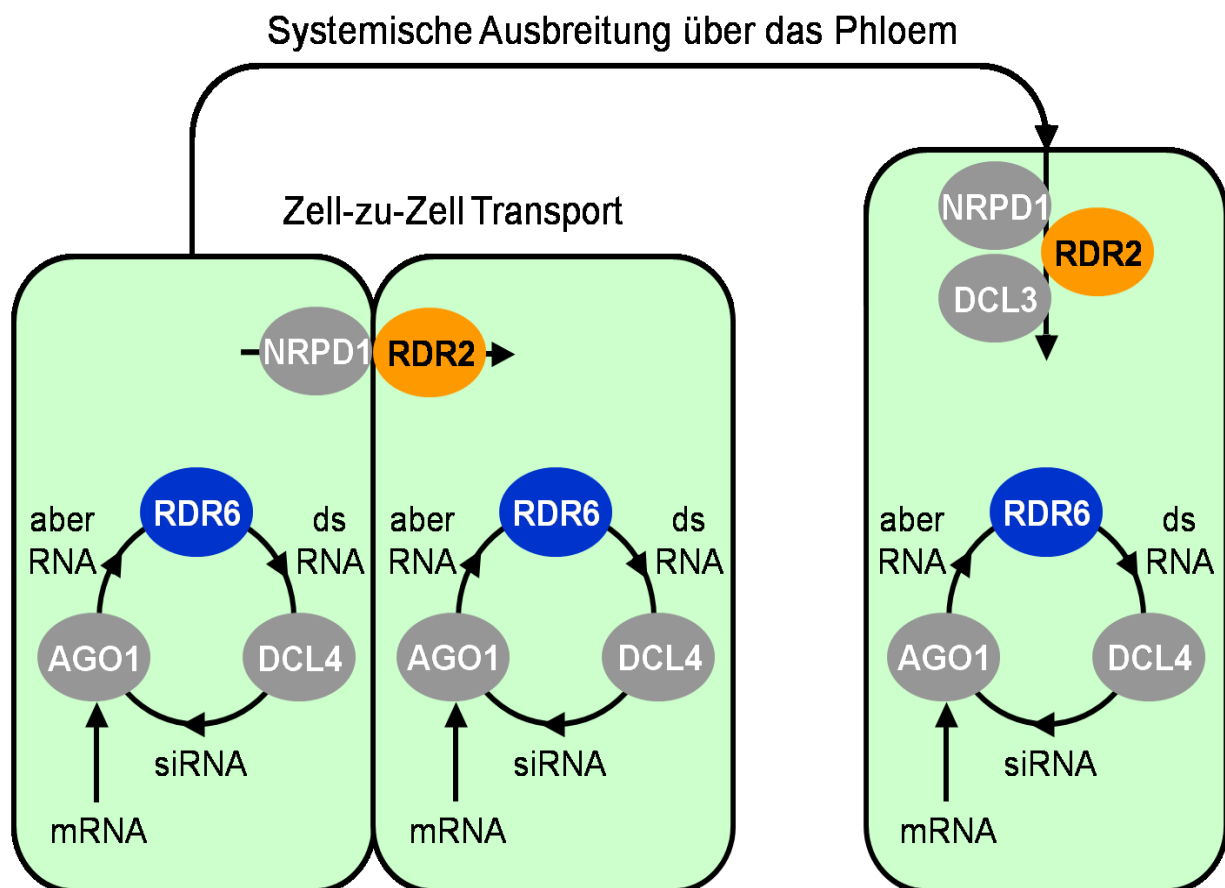 Systemische Ausbreitung über das Phloem
Zell-zu-Zell Transport
NRPD1
RDR2
aber
RNA
RDR6
ds
RNA
AGO1
DCL4
siRNA
mRNA
aber
RNA
RDR6
ds
RNA
AGO1
DCL4
siRNA
mRNA
NRPD1
RDR2
DCL3
aber
RNA
RDR6
ds
RNA
AGO1
DCL4
siRNA
mRNA